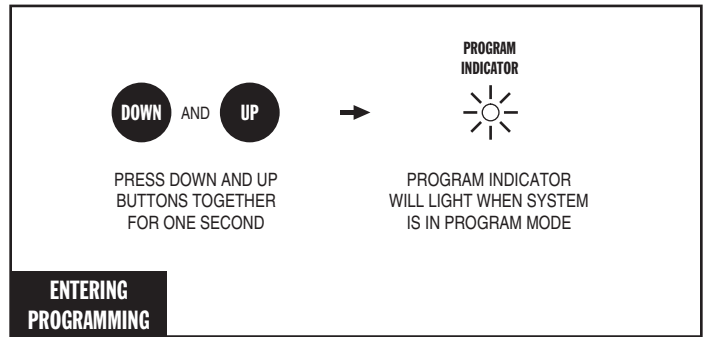 PROGRAM
INDICATOR
DOWN AND UP
PRESS DOWN AND UP
BUTTONS TOGETHER
FOR ONE SECOND
PROGRAM INDICATOR
WILL LIGHT WHEN SYSTEM
IS IN PROGRAM MODE
ENTERING
PROGRAMMING